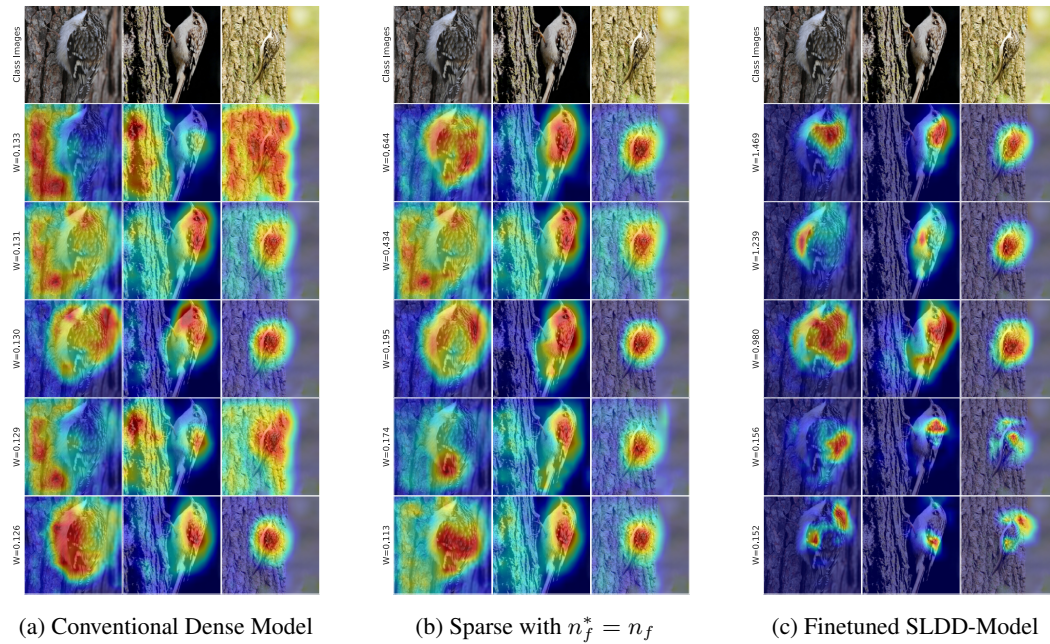 Class Images
W=0,133
W=0,131
W=0,130
W=0,129
W=0,126
(a) Conventional Dense Model
Class Images
W=0,644
W=0,434
W=0,195
W=0,174
W=0,113
(b) Sparse with $n_f^* = n_f$
Class Images
W=1.469
W=1.239
W=0.980
W=0.156
W=0.152
(c) Finetuned SLDD-Model